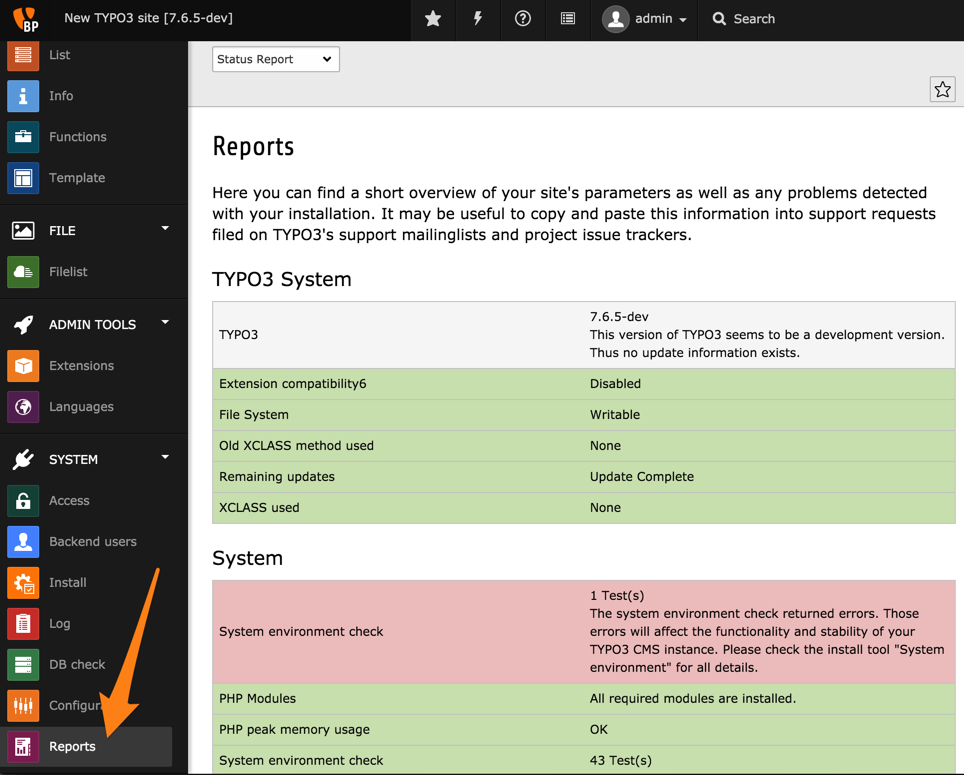 BP
New TYPO3 site [7.6.5-dev]
admin
Search
List
Info
Functions
Template
FILE
Filelist
ADMIN TOOLS
Extensions
Languages
SYSTEM
Access
Backend users
Install
Log
DB check
Configura
Reports
Status Report
Reports
Here you can find a short overview of your site's parameters as well as any problems detected
with your installation. It may be useful to copy and paste this information into support requests
filed on TYPO3's support mailinglists and project issue trackers.
TYPO3 System
TYPO3
7.6.5-dev
This version of TYPO3 seems to be a development version.
Thus no update information exists.
Extension compatibility6 Disabled
File System Writable
Old XCLASS method used None
Remaining updates Update Complete
XCLASS used None
System
System environment check
1 Test(s)
The system environment check returned errors. Those
errors will affect the functionality and stability of your
TYPO3 CMS instance. Please check the install tool "System
environment" for all details.
PHP Modules All required modules are installed.
PHP peak memory usage OK
System environment check 43 Test(s)